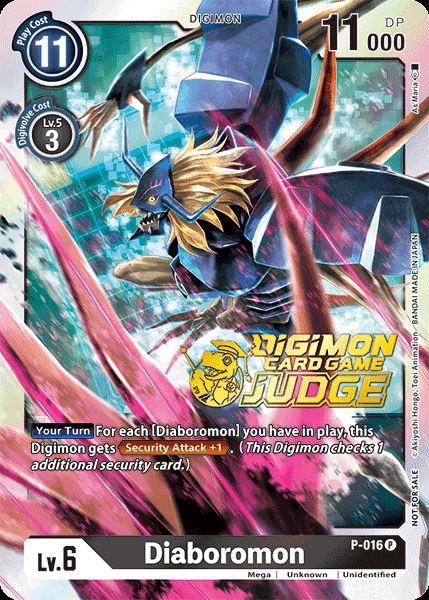 Play Cost
11
DIGIMON
11 000
DP
Digivolve Cost
Lv.5
3
As'Maria
DIGIMON
CARD GAME
JUDGE
© Akiyoshi Hongo, Toei Animation / BANDAI MADE IN JAPAN
NOT FOR SALE
Your Turn For each [Diaboromon] you have in play, this
Digimon gets Security Attack +1 . (This Digimon checks 1
additional security card.)
P-016 P
Lv.6
Diaboromon
Mega | Unknown | Unidentified